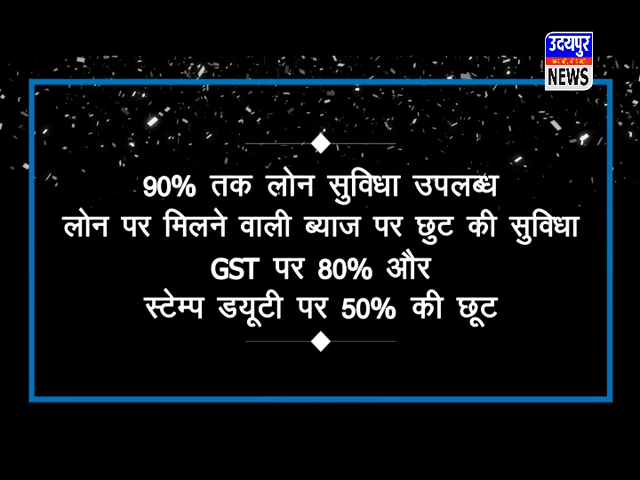 उदयपुर
NEWS
90% तक लोन सुविधा उपलब्ध
लोन पर मिलने वाली ब्याज पर छुट की सुविधा
GST पर 80% और
स्टेम्प डयूटी पर 50% की छूट